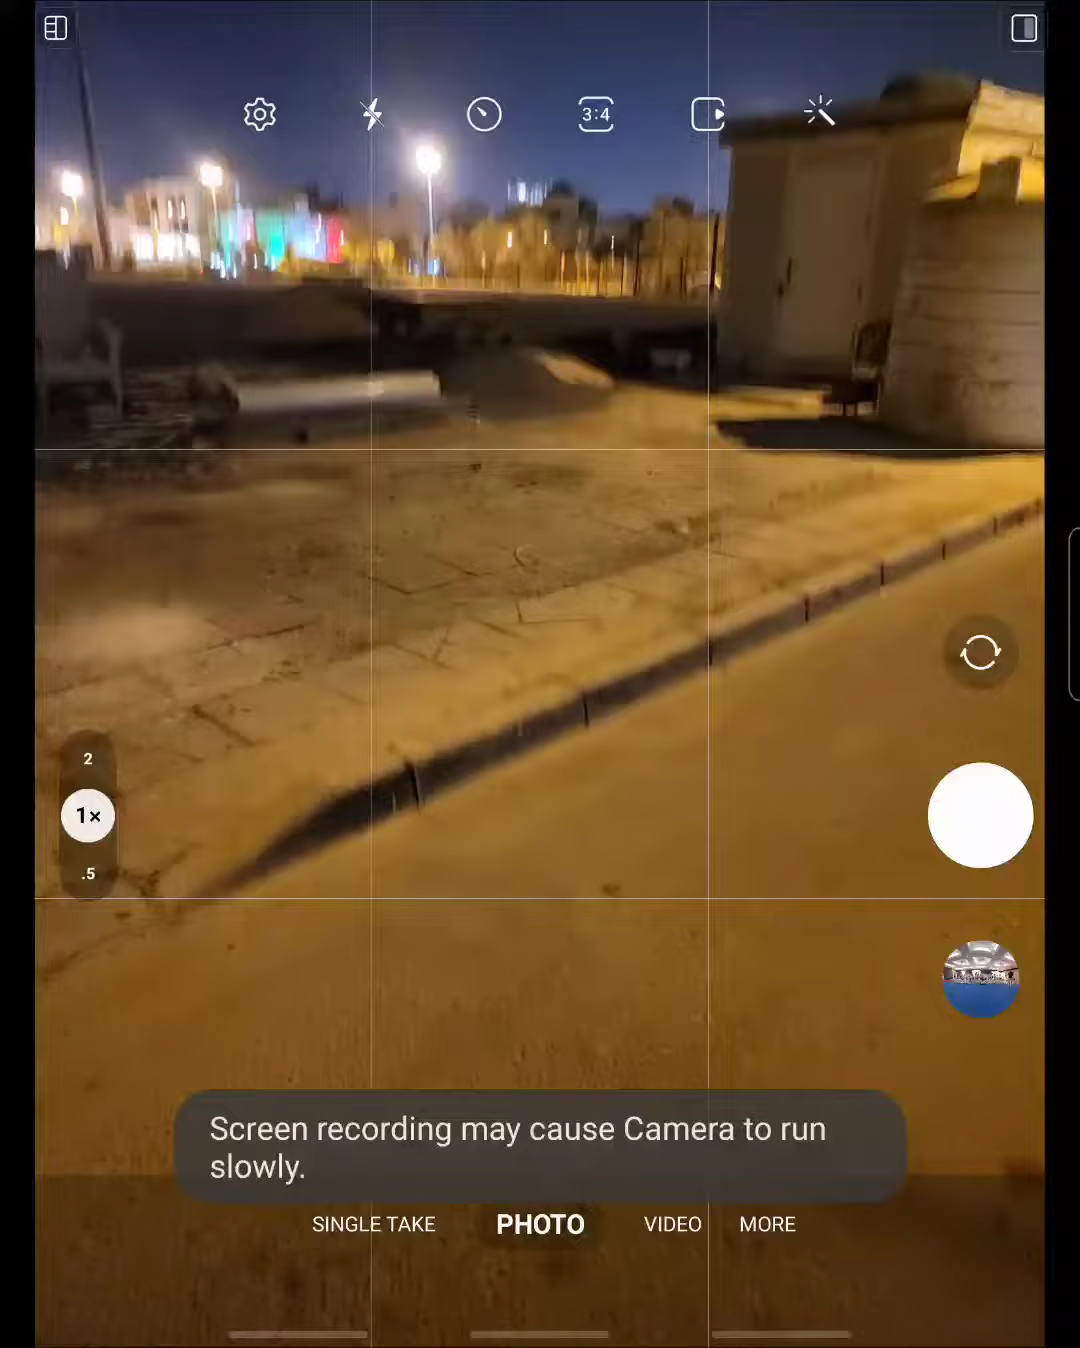 3:4
2
1×
.5
Screen recording may cause Camera to run
slowly.
SINGLE TAKE
PHOTO
VIDEO
MORE